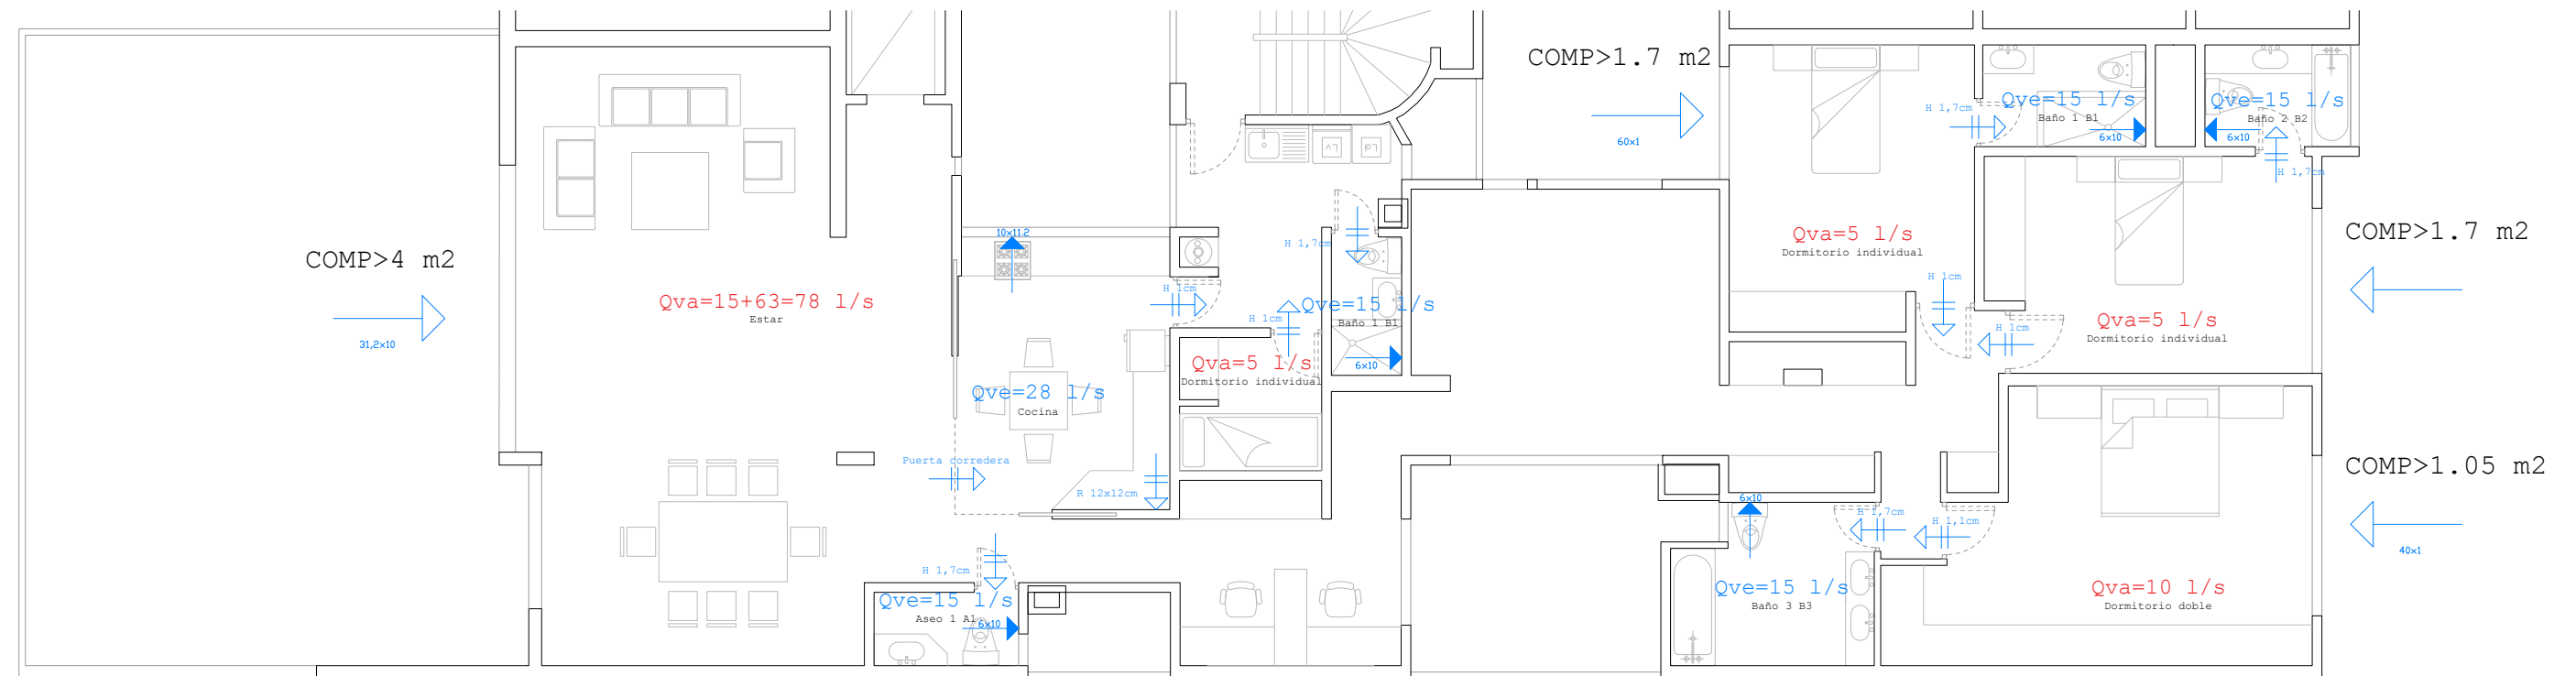 COMP>1.7 m2
60x1
H 1,7cm
Qve=15 l/s
Baño 1 B1
6x10
Qve=15 l/s
Baño 2 B2
6x10
H 1,7cm
COMP>4 m2
31,2x10
Qva=15+63=78 l/s
Estar
10x11.2
H 1cm
H 1cm
H 1,7cm
Qve=15 l/s
Baño 1 B1
6x10
Lv
Ld
Qva=5 l/s
Dormitorio individual
H 1cm
Qva=5 l/s
Dormitorio individual
H 1cm
COMP>1.7 m2
Qva=5 l/s
Dormitorio individual
Qve=28 l/s
Cocina
Puerta corredera
R 12x12cm
COMP>1.05 m2
40x1
6x10
H 1,7cm
H 1,1cm
H 1,7cm
Qve=15 l/s
Aseo 1 A1
6x10
Qve=15 l/s
Baño 3 B3
Qva=10 l/s
Dormitorio doble